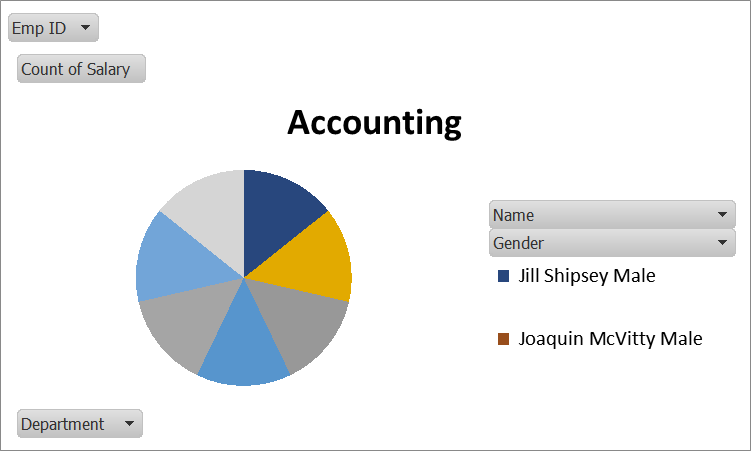 Emp ID
Count of Salary
Accounting
Name
Gender
Jill Shipsey Male
Joaquin McVitty Male
Department